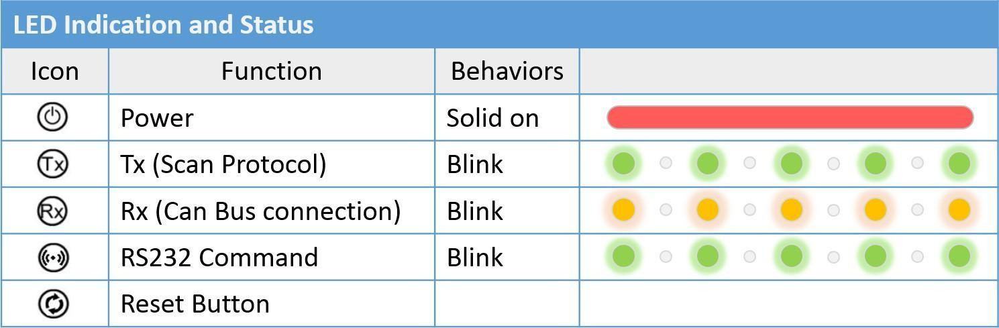 LED Indication and Status
Icon Function Behaviors
Power Solid on
Tx Tx (Scan Protocol) Blink
Rx Rx (Can Bus connection) Blink
RS232 Command Blink
Reset Button